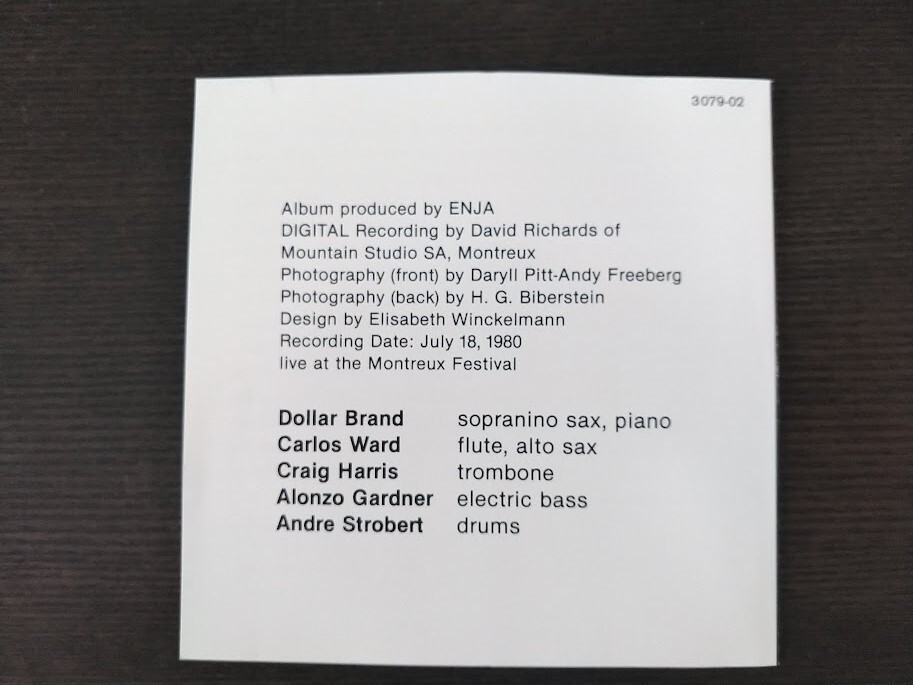 3079-02
Album produced by ENJA
DIGITAL Recording by David Richards of
Mountain Studio SA, Montreux
Photography (front) by Daryll Pitt-Andy Freeberg
Photography (back) by H. G. Biberstein
Design by Elisabeth Winckelmann
Recording Date: July 18, 1980
live at the Montreux Festival
Dollar Brand sopranino sax, piano
Carlos Ward flute, alto sax
Craig Harris trombone
Alonzo Gardner electric bass
Andre Strobert drums